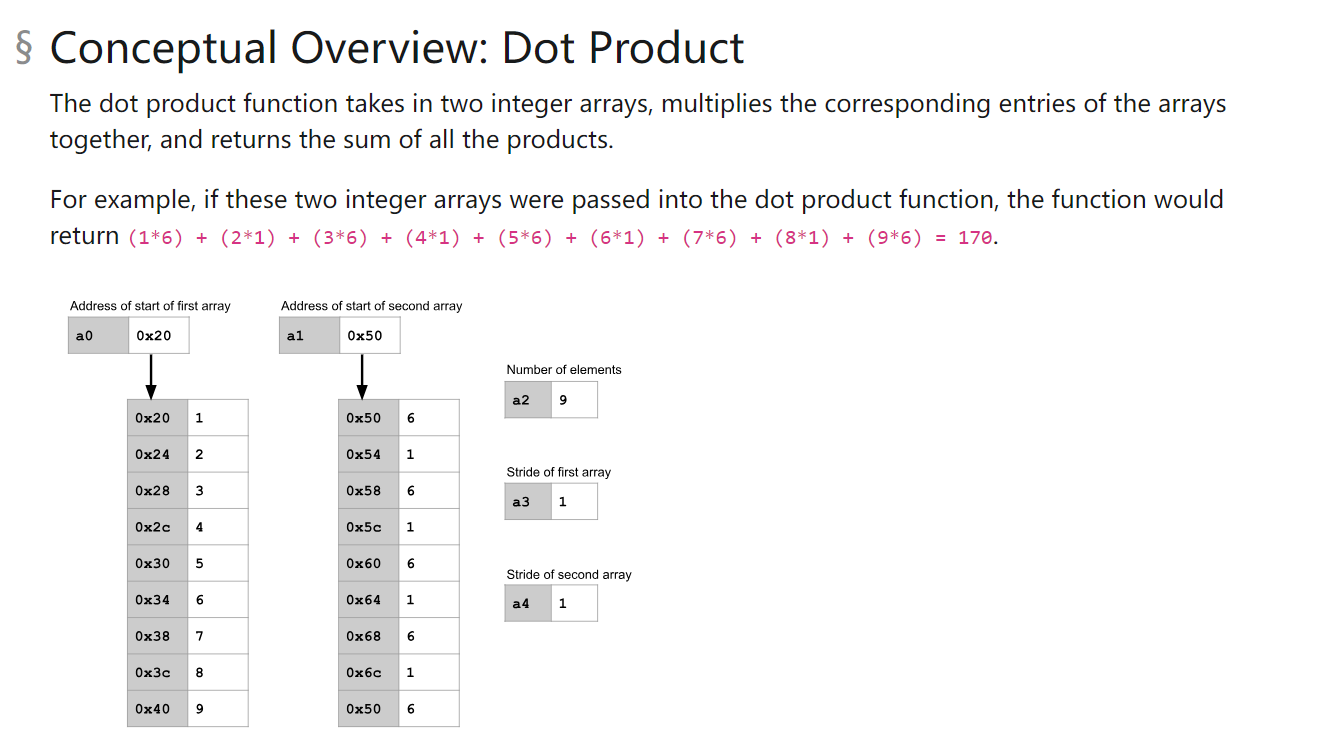 § Conceptual Overview: Dot Product
The dot product function takes in two integer arrays, multiplies the corresponding entries of the arrays
together, and returns the sum of all the products.
For example, if these two integer arrays were passed into the dot product function, the function would
return (1*6) + (2*1) + (3*6) + (4*1) + (5*6) + (6*1) + (7*6) + (8*1) + (9*6) = 170.
Address of start of first array
a0 0x20
Address of start of second array
a1 0x50
0x20 1
0x24 2
0x28 3
0x2c 4
0x30 5
0x34 6
0x38 7
0x3c 8
0x40 9
0x50 6
0x54 1
0x58 6
0x5c 1
0x60 6
0x64 1
0x68 6
0x6c 1
0x50 6
Number of elements
a2 9
Stride of first array
a3 1
Stride of second array
a4 1